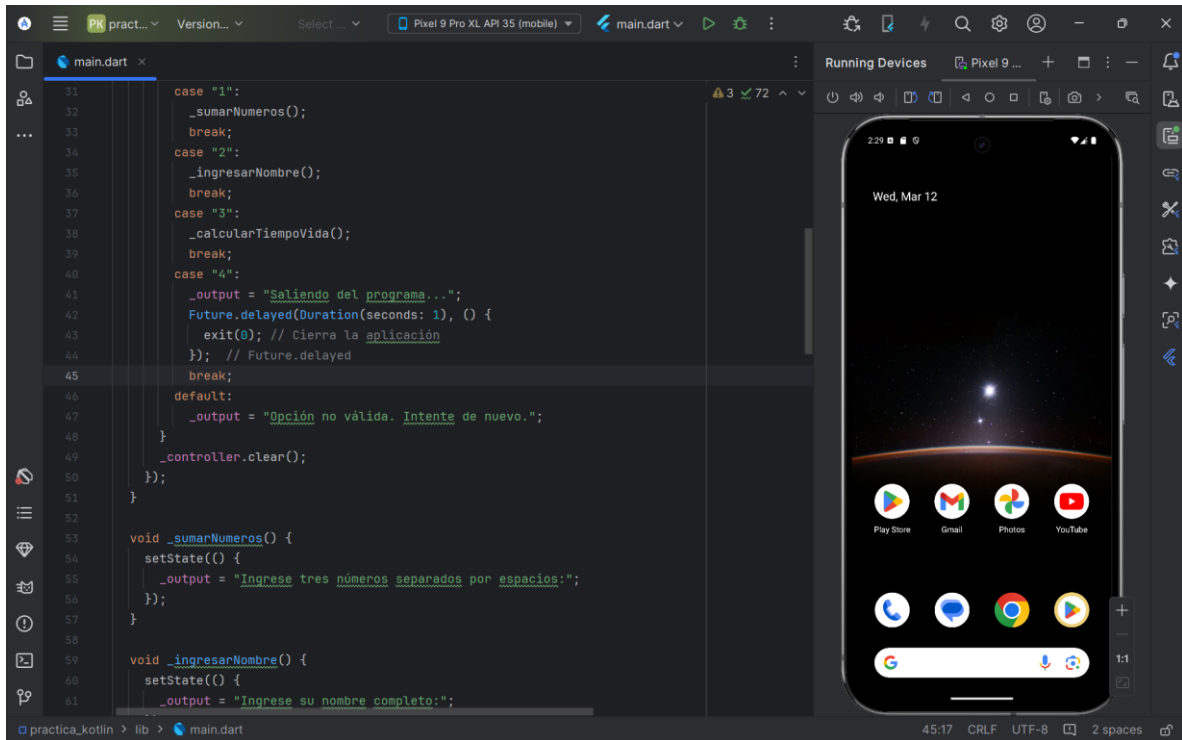 PK pract... Version... Select ... Pixel 9 Pro XL API 35 (mobile) main.dart
main.dart
3 72
31 case "1":
32 _sumarNumeros();
33 break;
34 case "2":
35 _ingresarNombre();
36 break;
37 case "3":
38 _calcularTiempoVida();
39 break;
40 case "4":
41 _output = "Saliendo del programa...";
42 Future.delayed(Duration(seconds: 1), () {
43 exit(0); // Cierra la aplicación
44 }); // Future.delayed
45 break;
46 default:
47 _output = "Opción no válida. Intente de nuevo.";
48 }
49 _controller.clear();
50 });
51 }
52
53 void _sumarNumeros() {
54 setState(() {
55 _output = "Ingrese tres números separados por espacios:";
56 });
57 }
58
59 void _ingresarNombre() {
60 setState(() {
61 _output = "Ingrese su nombre completo:";
Running Devices Pixel 9 ...
2:29
Wed, Mar 12
Play Store Gmail Photos YouTube
1:1
practica_kotlin > lib > main.dart
45:17 CRLF UTF-8 2 spaces